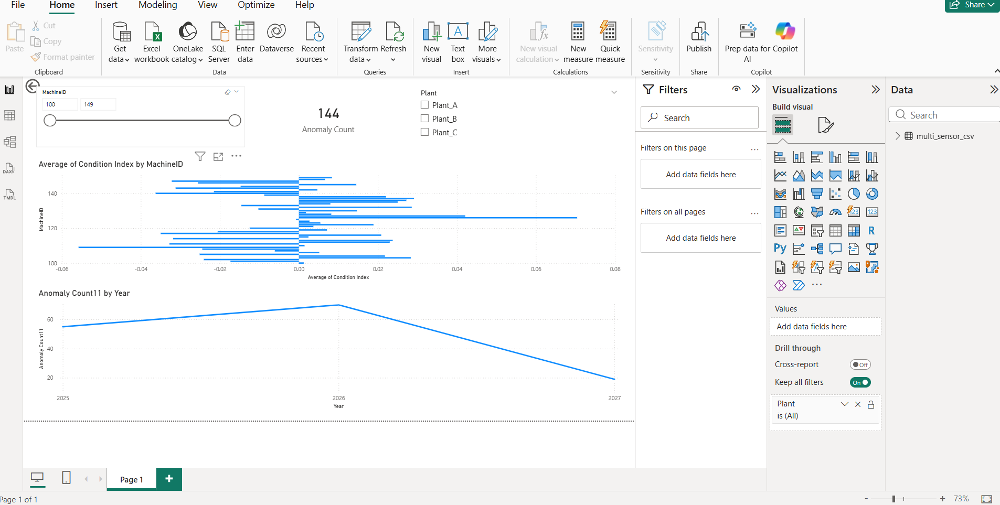 File Home Insert Modeling View Optimize Help
Share
Paste
Cut
Copy
Format painter
Clipboard
Get data
Excel workbook
OneLake catalog
SQL Server
Enter data
Dataverse
Recent sources
Data
Transform data
Refresh
Queries
New visual
Text box
More visuals
Insert
New visual calculation
New measure
Quick measure
Calculations
Sensitivity
Sensitivity
Publish
Share
Prep data for AI
Copilot
Copilot
DAX
TMDL
MachineID
100 149
144
Anomaly Count
Plant
Plant_A
Plant_B
Plant_C
Average of Condition Index by MachineID
MachineID
140
120
100
-0.06 -0.04 -0.02 0.00 0.02 0.04 0.06 0.08
Average of Condition Index
Anomaly Count11 by Year
Anomaly Count11
60
40
20
2025 2026 2027
Year
Filters
Search
Filters on this page
Add data fields here
Filters on all pages
Add data fields here
Visualizations
Build visual
123
123
R
Py
Values
Add data fields here
Drill through
Cross-report
Off
Keep all filters
On
Plant
is (All)
Data
Search
multi_sensor_csv
Page 1
Page 1 of 1
- + 73%